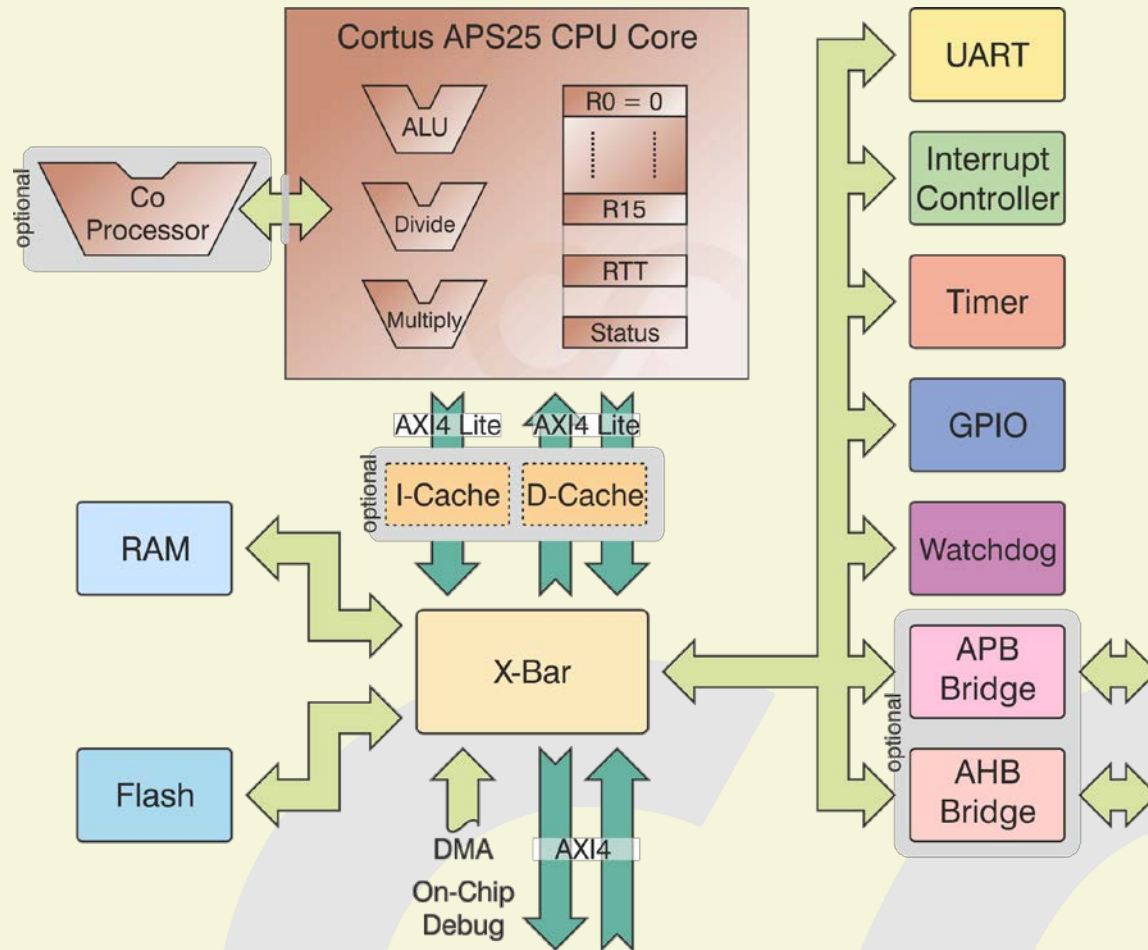 Cortus APS25 CPU Core
ALU
Divide
Multiply
R0 = 0
R15
RTT
Status
optional
Co
Processor
AXI4 Lite
AXI4 Lite
optional
I-Cache
D-Cache
RAM
Flash
X-Bar
DMA
On-Chip
Debug
AXI4
UART
Interrupt
Controller
Timer
GPIO
Watchdog
optional
APB
Bridge
AHB
Bridge